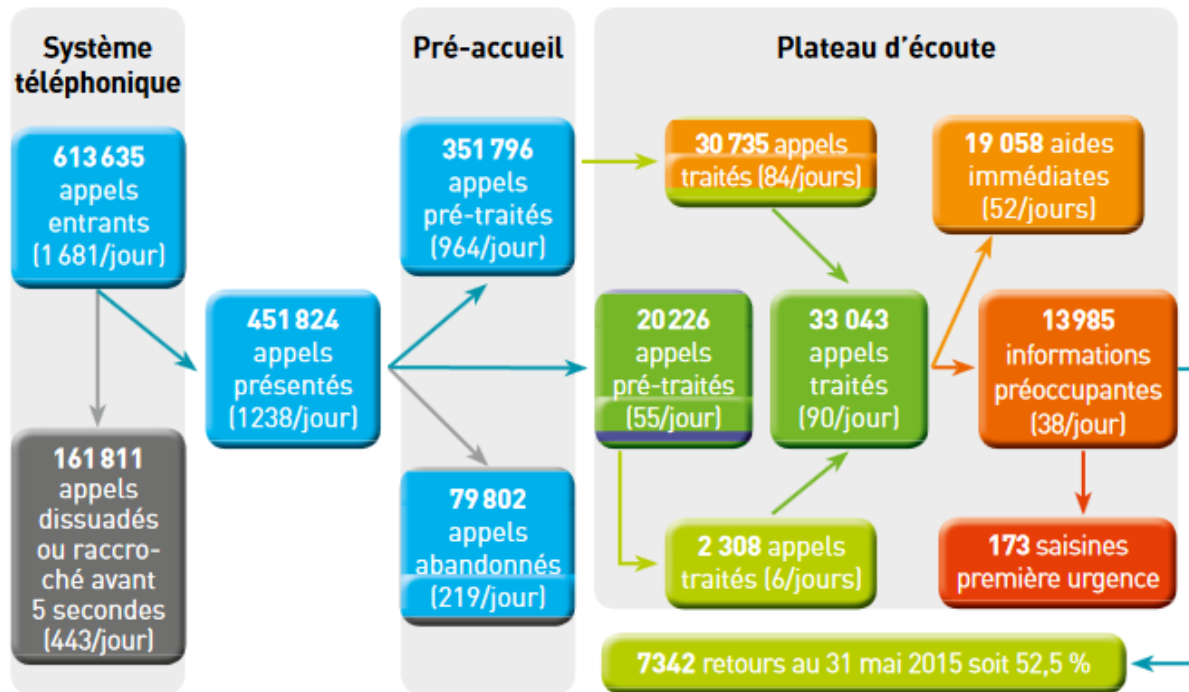 Système
téléphonique
613 635
appels
entrants
(1 681/jour)
161 811
appels
dissuadés
ou raccro-
ché avant
5 secondes
(443/jour)
451 824
appels
présentés
(1238/jour)
Pré-accueil
351 796
appels
pré-traités
(964/jour)
79 802
appels
abandonnés
(219/jour)
Plateau d'écoute
30 735 appels
traités (84/jours)
20 226
appels
pré-traités
(55/jour)
2 308 appels
traités (6/jours)
33 043
appels
traités
(90/jour)
19 058 aides
immédiates
(52/jours)
13 985
informations
préoccupantes
(38/jour)
173 saisines
première urgence
7342 retours au 31 mai 2015 soit 52,5 %